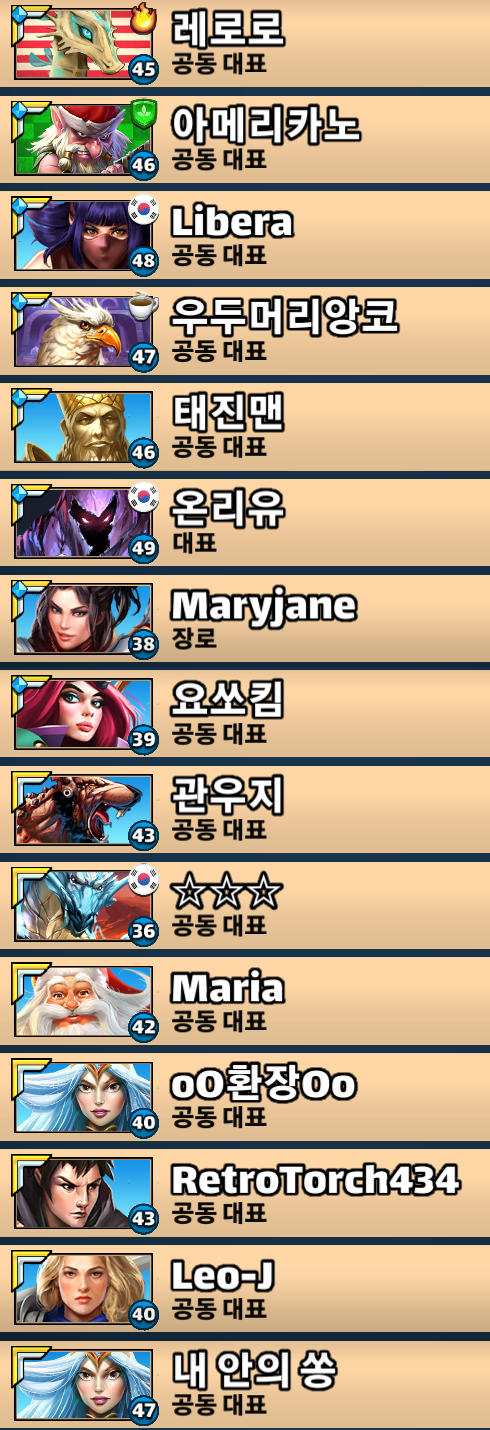 레로로
45
공동 대표
아메리카노
46
공동 대표
Libera
48
공동 대표
우두머리앙코
47
공동 대표
태진맨
46
공동 대표
온리유
49
대표
Maryjane
38
장로
요쏘킴
39
공동 대표
관우지
43
공동 대표
☆☆☆
36
공동 대표
Maria
42
공동 대표
oO환장Oo
40
공동 대표
RetroTorch434
43
공동 대표
Leo-J
40
공동 대표
내 안의 쏭
47
공동 대표